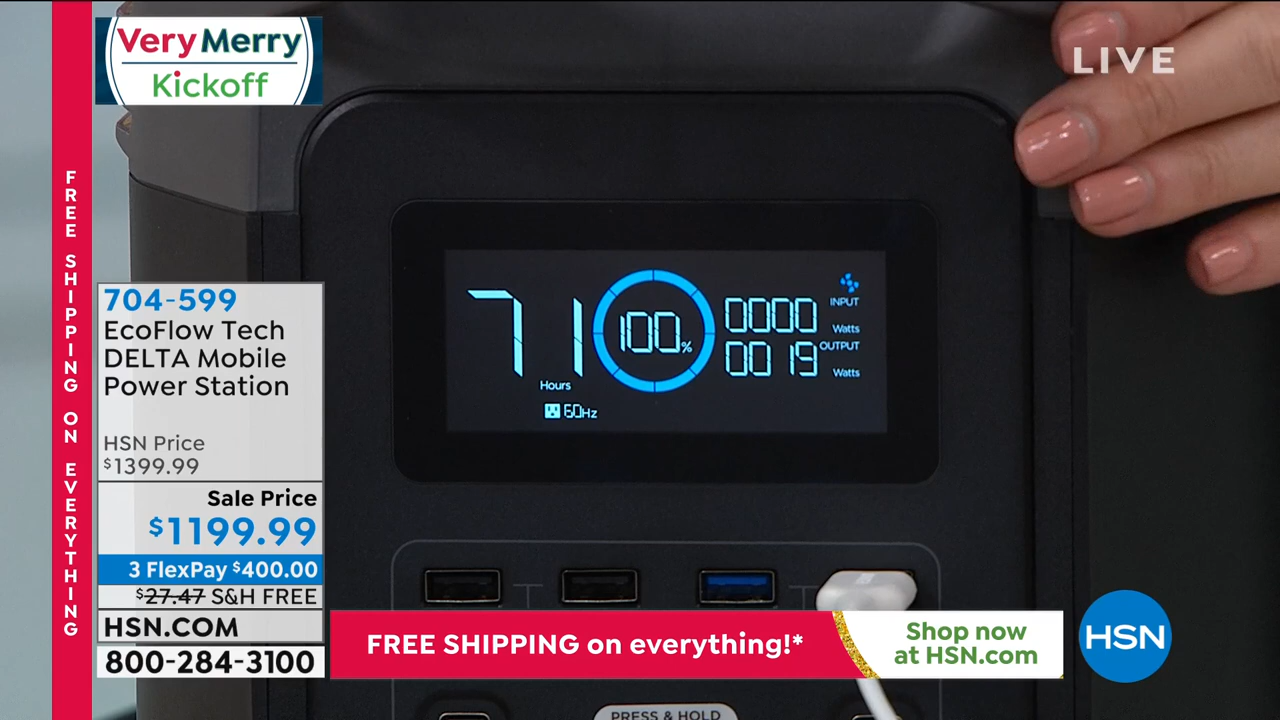 Very Merry
Kickoff
LIVE
FREE SHIPPING ON EVERYTHING
704-599
EcoFlow Tech
DELTA Mobile
Power Station
HSN Price
$1399.99
Sale Price
$1199.99
3 FlexPay $400.00
$27.47 S&H FREE
HSN.COM
800-284-3100
71
Hours
60Hz
100%
0000
INPUT
Watts
0019
OUTPUT
Watts
FREE SHIPPING on everything!*
Shop now
at HSN.com
HSN
PRESS & HOLD